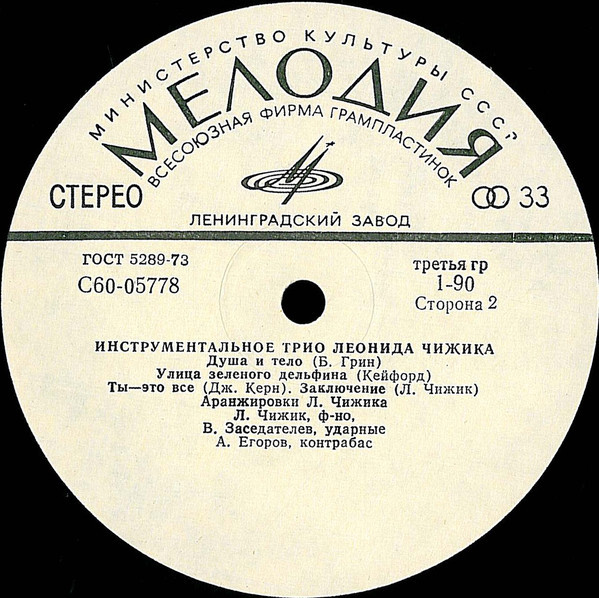 МИНИСТЕРСТВО КУЛЬТУРЫ СССР
МЕЛОДИЯ
ВСЕСОЮЗНАЯ ФИРМА ГРАМПЛАСТИНОК
СТЕРЕО
33
ЛЕНИНГРАДСКИЙ ЗАВОД
ГОСТ 5289-73
С60-05778
третья гр
1-90
Сторона 2
ИНСТРУМЕНТАЛЬНОЕ ТРИО ЛЕОНИДА ЧИЖИКА
Душа и тело (Б. Грин)
Улица зеленого дельфина (Кейфорд)
Ты—это все (Дж. Керн). Заключение (Л. Чижик)
Аранжировки Л. Чижика
Л. Чижик, ф-но,
В. Заседателев, ударные
А. Егоров, контрабас